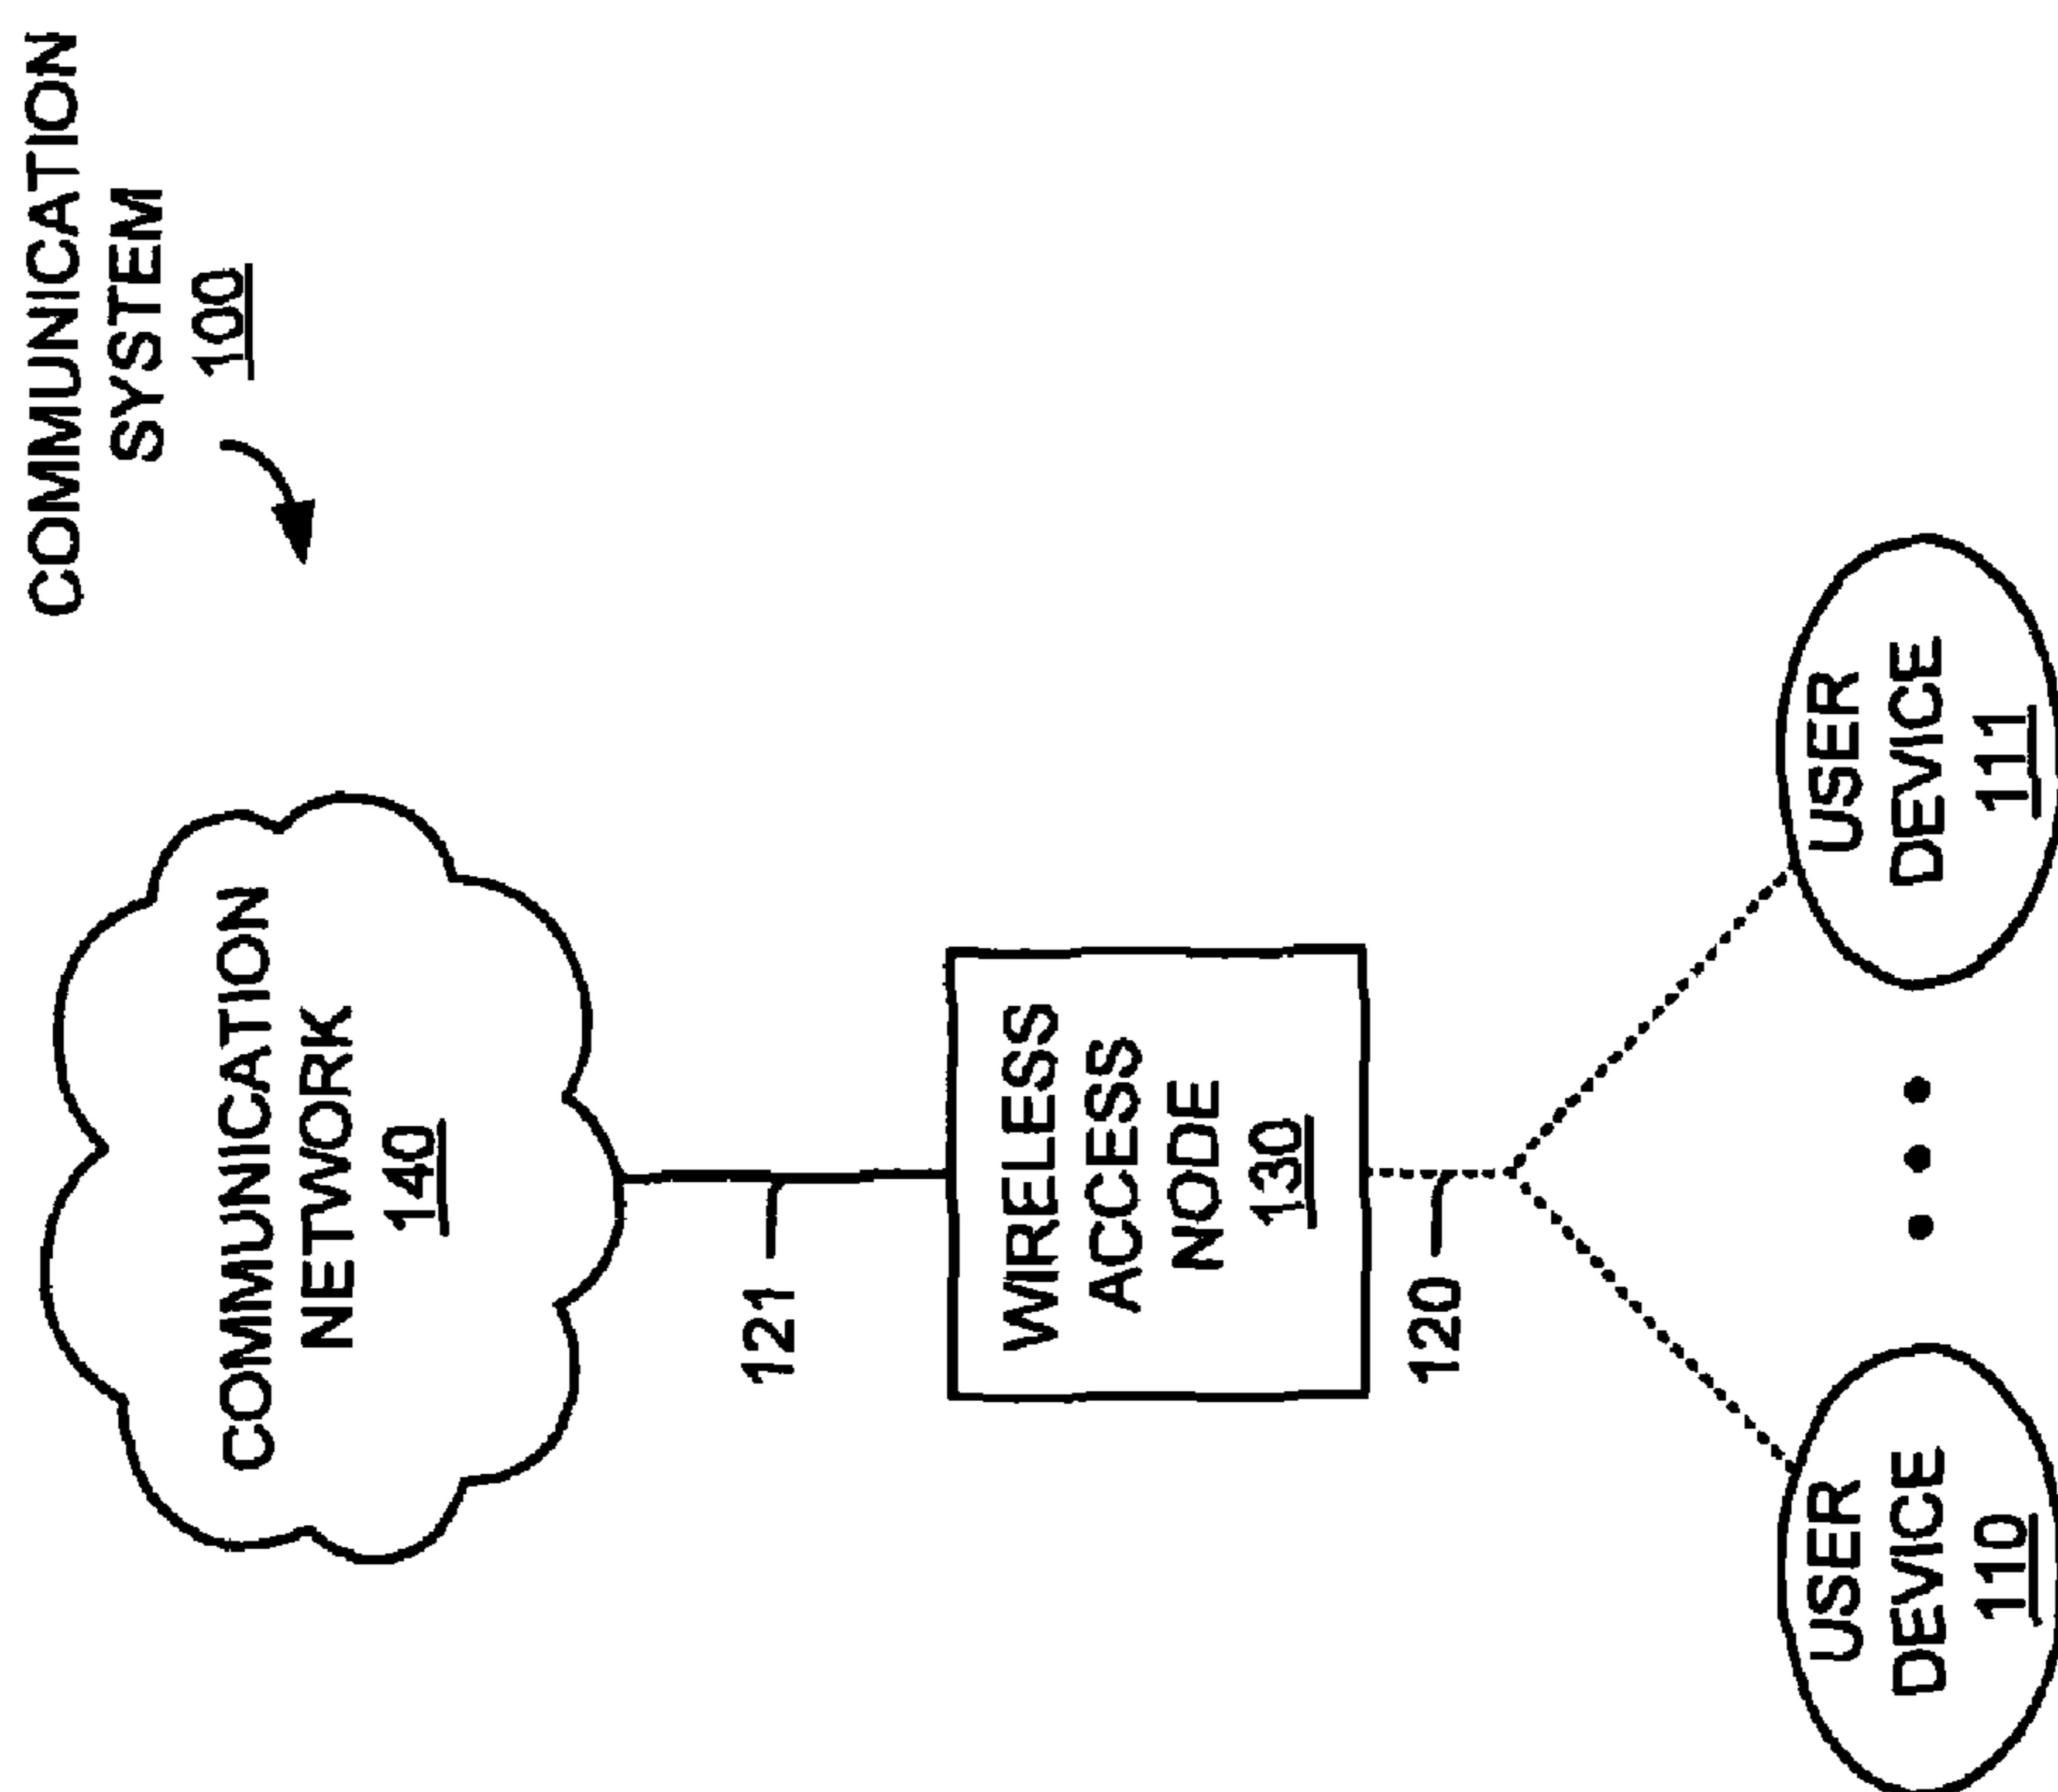 COMMUNICATION
SYSTEM
100
COMMUNICATION
NETWORK
140
121
WIRELESS
ACCESS
NODE
130
120
USER
DEVICE
110
USER
DEVICE
111